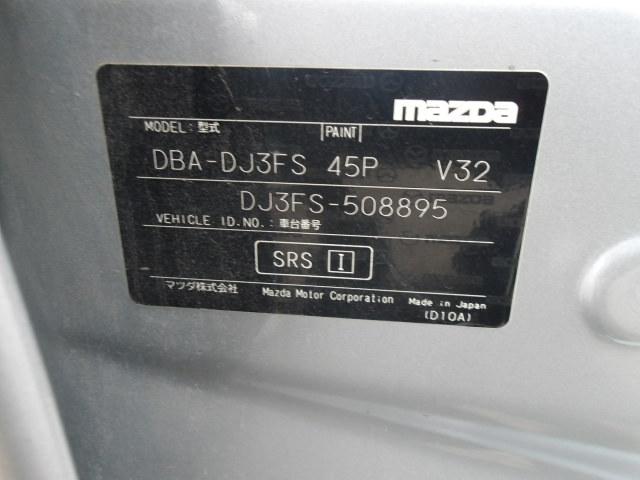 mazda
MODEL: 型式 PAINT
DBA-DJ3FS 45P V32
DJ3FS-508895
VEHICLE ID.NO.: 車台番号
SRS I
マツダ株式会社 Mazda Motor Corporation Made in Japan
(D10A)